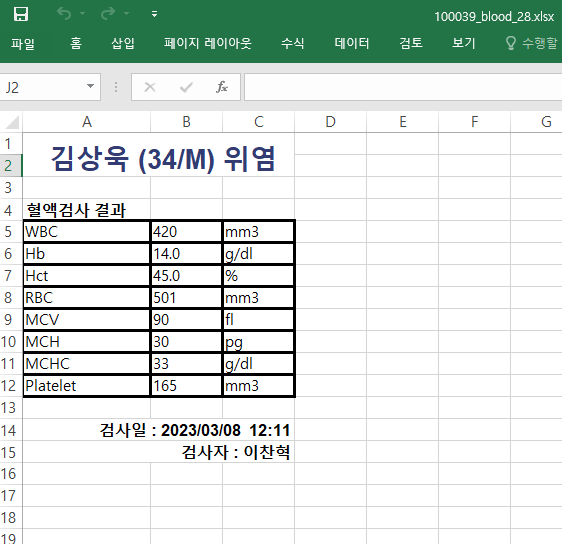 100039_blood_28.xlsx
파일 홈 삽입 페이지 레이아웃 수식 데이터 검토 보기 수행할
J2 fx
A B C D E F G
1
2 김상욱 (34/M) 위염
3
4 혈액검사 결과
5 WBC 420 mm3
6 Hb 14.0 g/dl
7 Hct 45.0 %
8 RBC 501 mm3
9 MCV 90 fl
10 MCH 30 pg
11 MCHC 33 g/dl
12 Platelet 165 mm3
13
14 검사일 : 2023/03/08 12:11
15 검사자 : 이찬혁
16
17
18
19